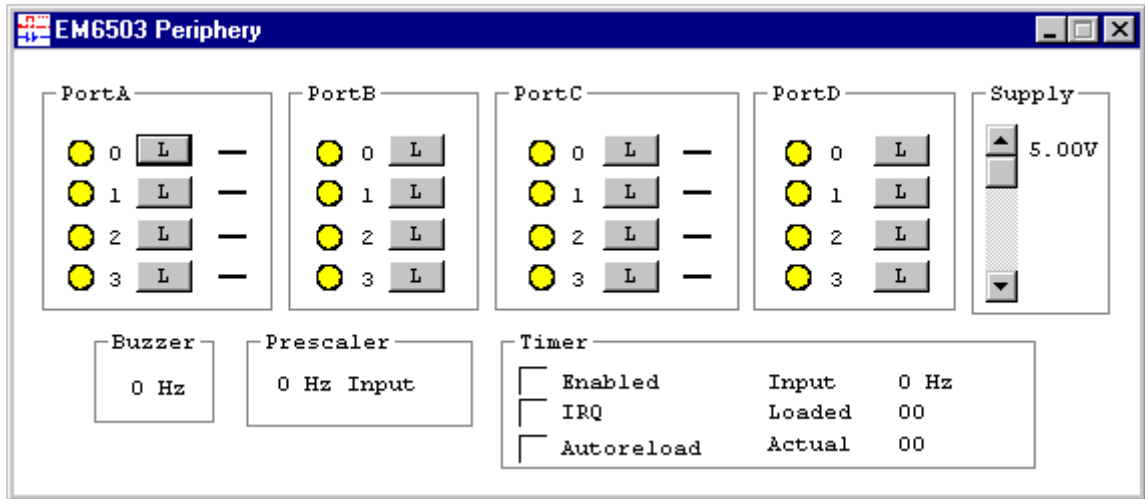 EM6503 Periphery
PortA PortB PortC PortD Supply
0 L 0 L 0 L 0 L 5.00V
1 L 1 L 1 L 1 L
2 L 2 L 2 L 2 L
3 L 3 L 3 L 3 L
Buzzer Prescaler Timer
0 Hz 0 Hz Input Enabled Input 0 Hz
IRQ Loaded 00
Autoreload Actual 00